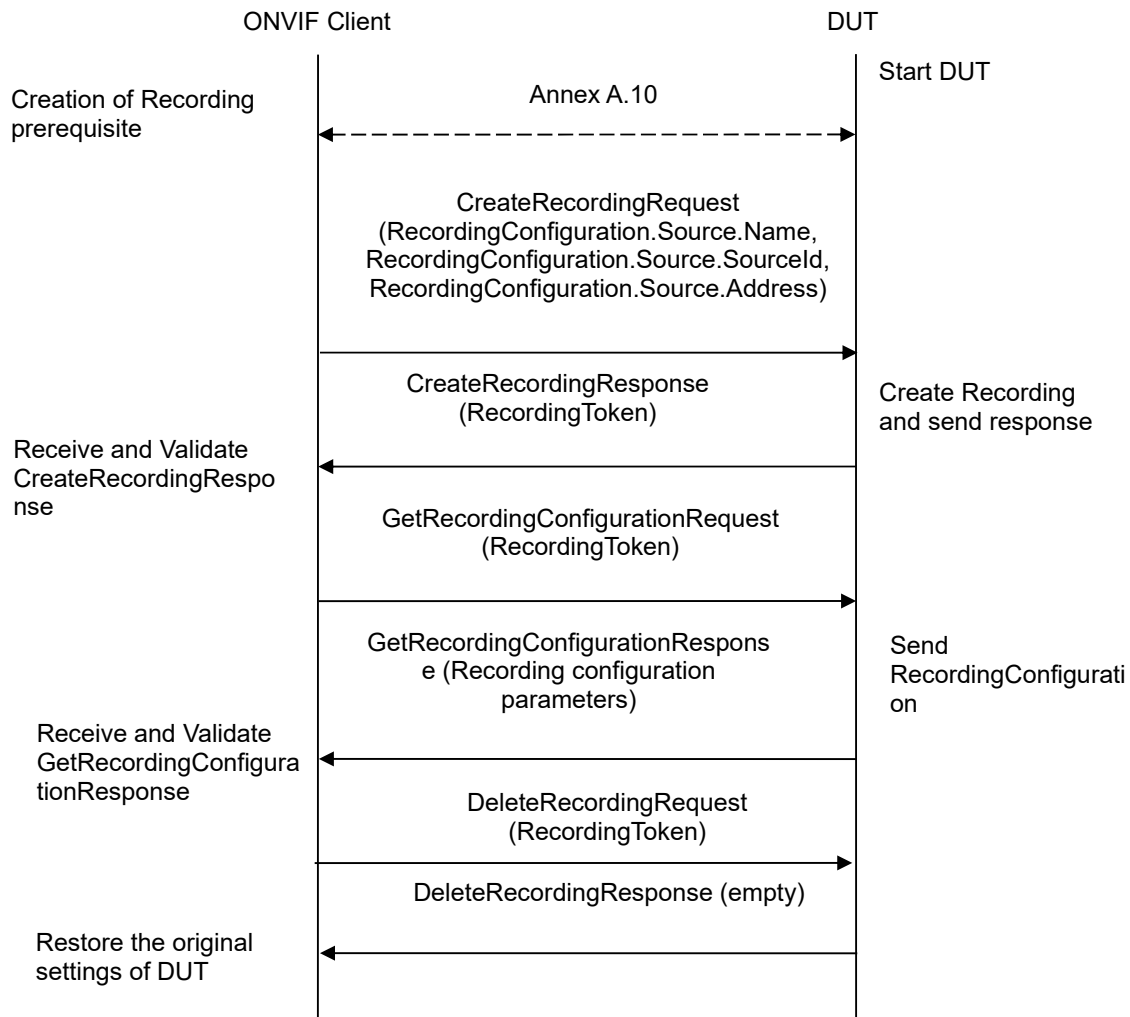 ONVIF Client
DUT
Start DUT
Creation of Recording
prerequisite
Annex A.10
CreateRecordingRequest
(RecordingConfiguration.Source.Name,
RecordingConfiguration.Source.SourceId,
RecordingConfiguration.Source.Address)
CreateRecordingResponse
(RecordingToken)
Create Recording
and send response
Receive and Validate
CreateRecordingRespo
nse
GetRecordingConfigurationRequest
(RecordingToken)
GetRecordingConfigurationRespons
e (Recording configuration
parameters)
Send
RecordingConfigurati
on
Receive and Validate
GetRecordingConfigura
tionResponse
DeleteRecordingRequest
(RecordingToken)
DeleteRecordingResponse (empty)
Restore the original
settings of DUT